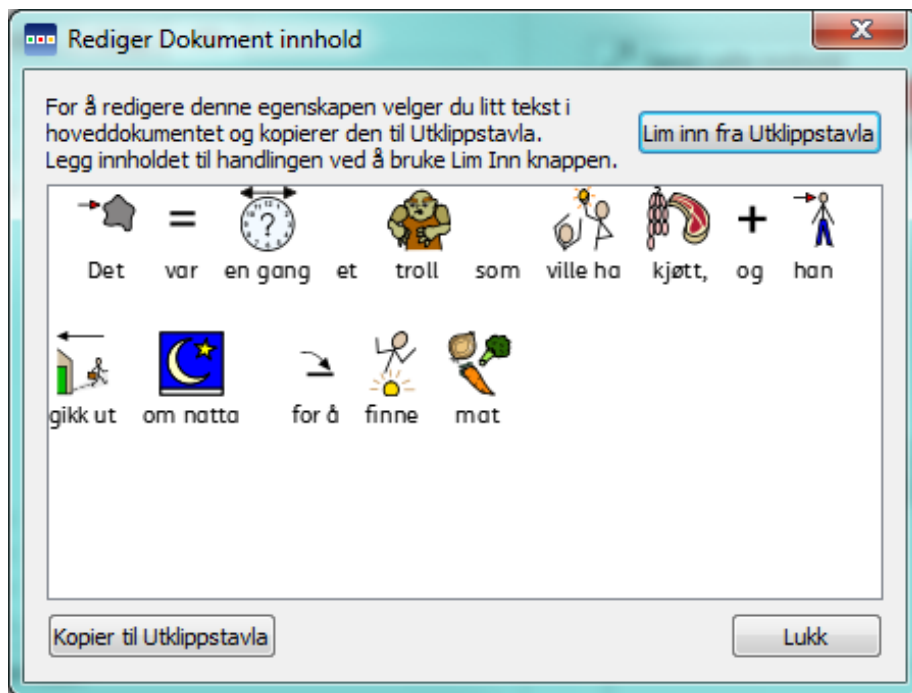 Rediger Dokument innhold
For å redigere denne egenskapen velger du litt tekst i
hoveddokumentet og kopierer den til Utklippstavla.
Legg innholdet til handlingen ved å bruke Lim Inn knappen.
Lim inn fra Utklippstavla
Det var en gang et troll som ville ha kjøtt, og han
gikk ut om natta for å finne mat
Kopier til Utklippstavla
Lukk